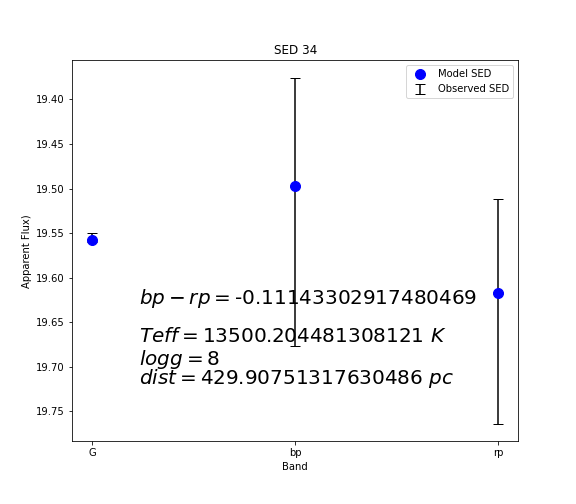 SED 34
Model SED
Observed SED
19.40
19.45
19.50
19.55
19.60
19.65
19.70
19.75
Apparent Flux)
bp − rp = -0.11143302917480469
Teff = 13500.204481308121 K
logg = 8
dist = 429.90751317630486 pc
G bp rp
Band